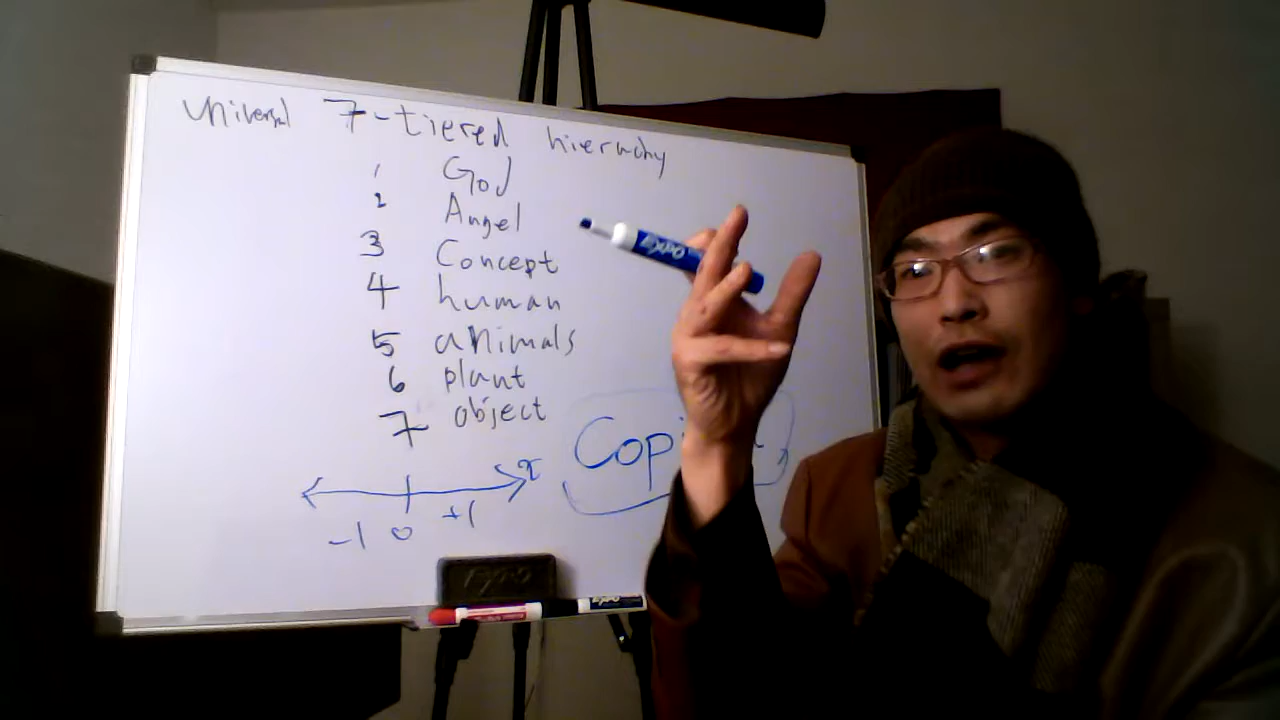 universal 7-tiered hierarchy
1 God
2 Angel
3 Concept
4 human
5 animals
6 plant
7 object
x
-1 0 +1
EXPO